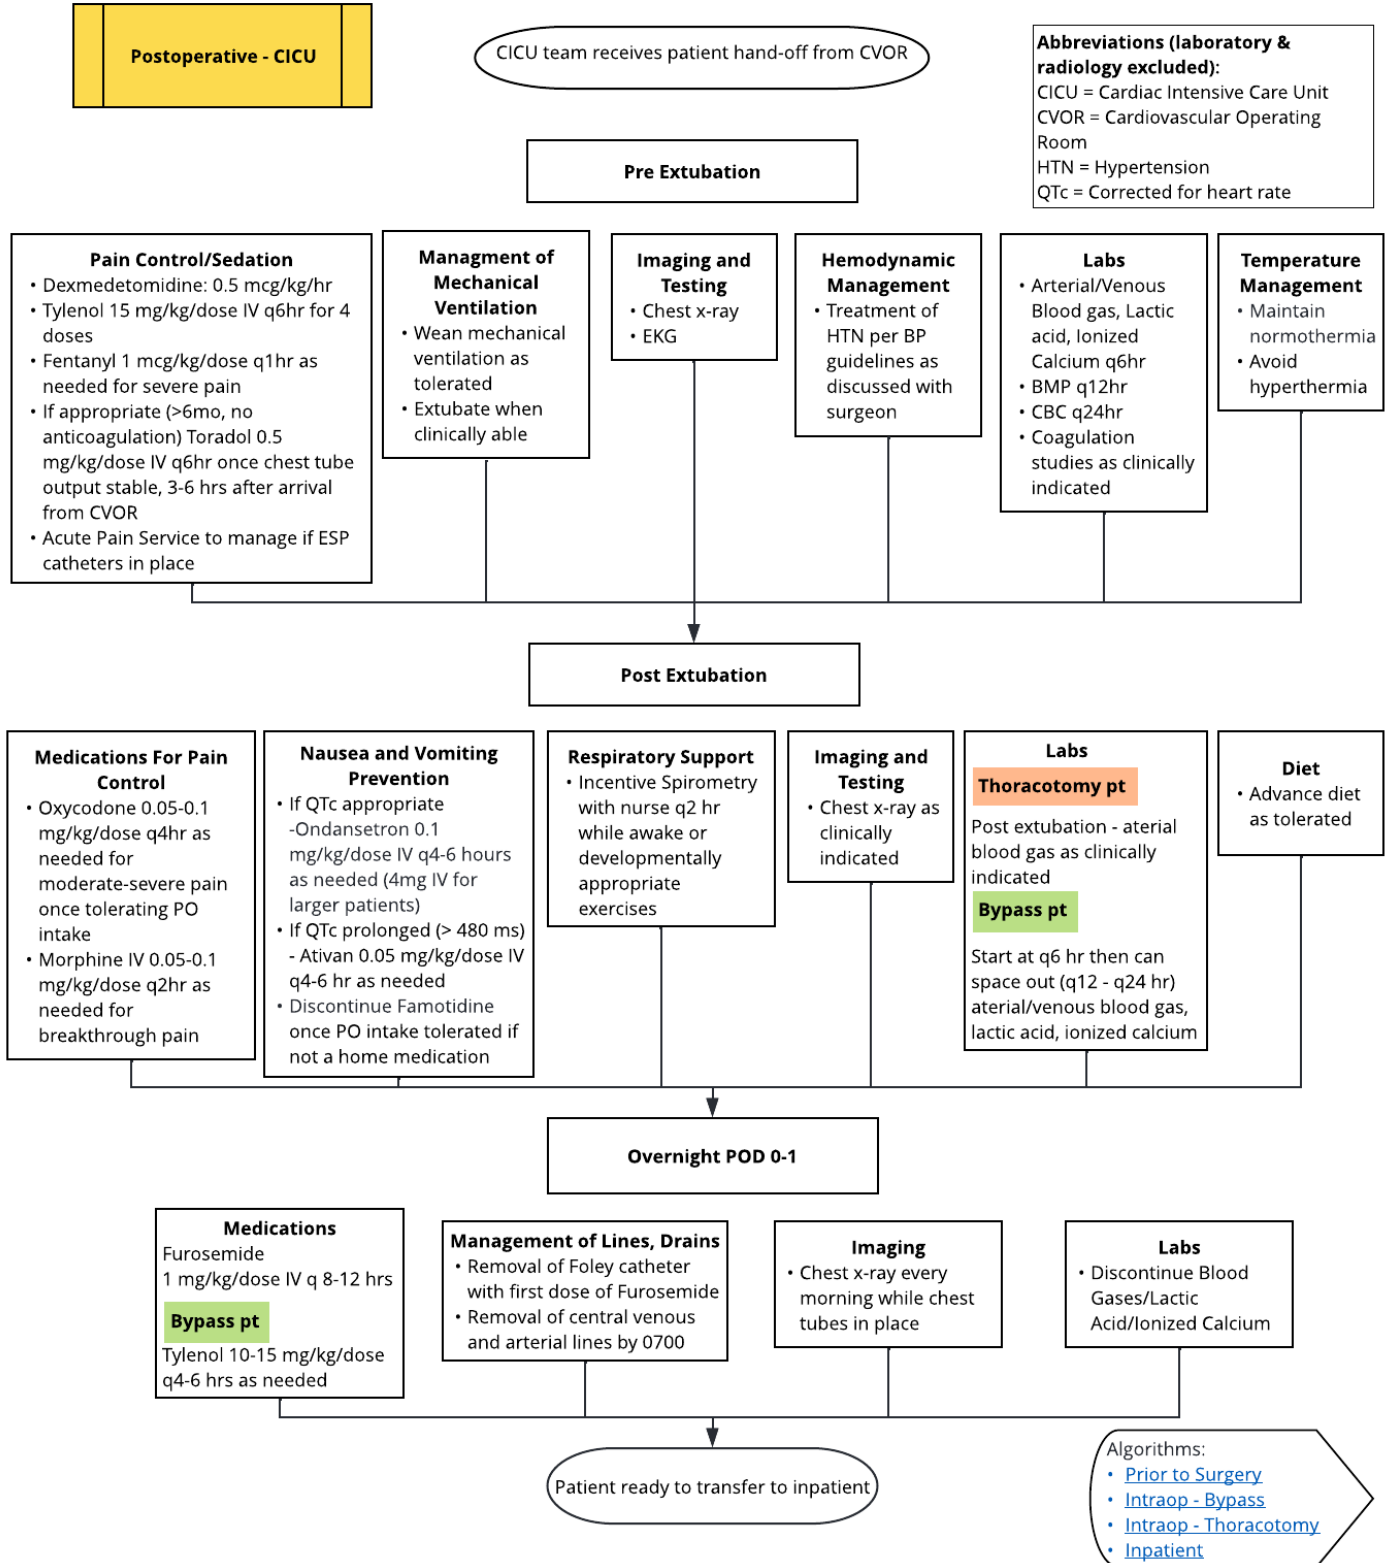 Postoperative - CICU
CICU team receives patient hand-off from CVOR
Abbreviations (laboratory &
radiology excluded):
CICU = Cardiac Intensive Care Unit
CVOR = Cardiovascular Operating
Room
HTN = Hypertension
QTc = Corrected for heart rate
Pre Extubation
Pain Control/Sedation
• Dexmedetomidine: 0.5 mcg/kg/hr
• Tylenol 15 mg/kg/dose IV q6hr for 4
doses
• Fentanyl 1 mcg/kg/dose q1hr as
needed for severe pain
• If appropriate (>6mo, no
anticoagulation) Toradol 0.5
mg/kg/dose IV q6hr once chest tube
output stable, 3-6 hrs after arrival
from CVOR
• Acute Pain Service to manage if ESP
catheters in place
Managment of
Mechanical
Ventilation
• Wean mechanical
ventilation as
tolerated
• Extubate when
clinically able
Imaging and
Testing
• Chest x-ray
• EKG
Hemodynamic
Management
• Treatment of
HTN per BP
guidelines as
discussed with
surgeon
Labs
• Arterial/Venous
Blood gas, Lactic
acid, Ionized
Calcium q6hr
• BMP q12hr
• CBC q24hr
• Coagulation
studies as clinically
indicated
Temperature
Management
• Maintain
normothermia
• Avoid
hyperthermia
Post Extubation
Medications For Pain
Control
• Oxycodone 0.05-0.1
mg/kg/dose q4hr as
needed for
moderate-severe pain
once tolerating PO
intake
• Morphine IV 0.05-0.1
mg/kg/dose q2hr as
needed for
breakthrough pain
Nausea and Vomiting
Prevention
• If QTc appropriate
-Ondansetron 0.1
mg/kg/dose IV q4-6 hours
as needed (4mg IV for
larger patients)
• If QTc prolonged (> 480 ms)
- Ativan 0.05 mg/kg/dose IV
q4-6 hr as needed
• Discontinue Famotidine
once PO intake tolerated if
not a home medication
Respiratory Support
• Incentive Spirometry
with nurse q2 hr
while awake or
developmentally
appropriate
exercises
Imaging and
Testing
• Chest x-ray as
clinically
indicated
Labs
Thoracotomy pt
Post extubation - aterial
blood gas as clinically
indicated
Bypass pt
Start at q6 hr then can
space out (q12 - q24 hr)
aterial/venous blood gas,
lactic acid, ionized calcium
Diet
• Advance diet
as tolerated
Overnight POD 0-1
Medications
Furosemide
1 mg/kg/dose IV q 8-12 hrs
Bypass pt
Tylenol 10-15 mg/kg/dose
q4-6 hrs as needed
Management of Lines, Drains
• Removal of Foley catheter
with first dose of Furosemide
• Removal of central venous
and arterial lines by 0700
Imaging
• Chest x-ray every
morning while chest
tubes in place
Labs
• Discontinue Blood
Gases/Lactic
Acid/Ionized Calcium
Patient ready to transfer to inpatient
Algorithms:
• Prior to Surgery
• Intraop - Bypass
• Intraop - Thoracotomy
• Inpatient